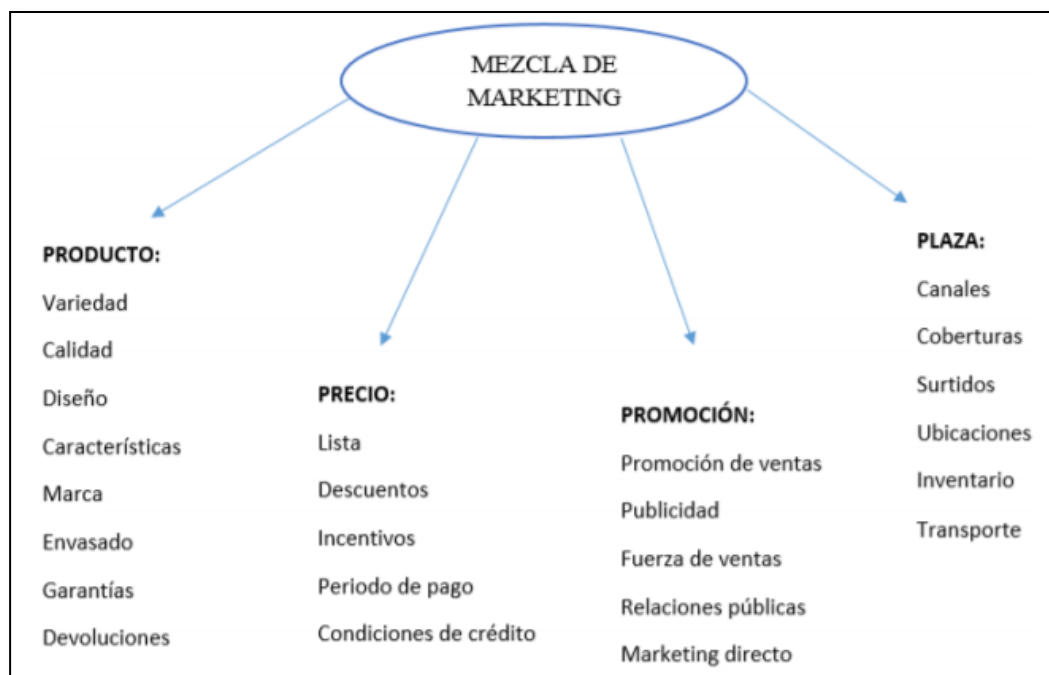 MEZCLA DE
MARKETING
PRODUCTO:
Variedad
Calidad
Diseño
Características
Marca
Envasado
Garantías
Devoluciones
PRECIO:
Lista
Descuentos
Incentivos
Periodo de pago
Condiciones de crédito
PROMOCIÓN:
Promoción de ventas
Publicidad
Fuerza de ventas
Relaciones públicas
Marketing directo
PLAZA:
Canales
Coberturas
Surtidos
Ubicaciones
Inventario
Transporte